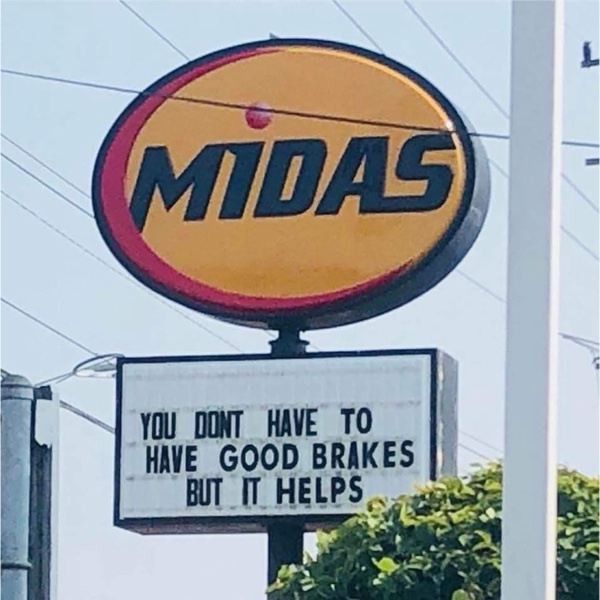 MIDAS
YOU DONT HAVE TO
HAVE GOOD BRAKES
BUT IT HELPS